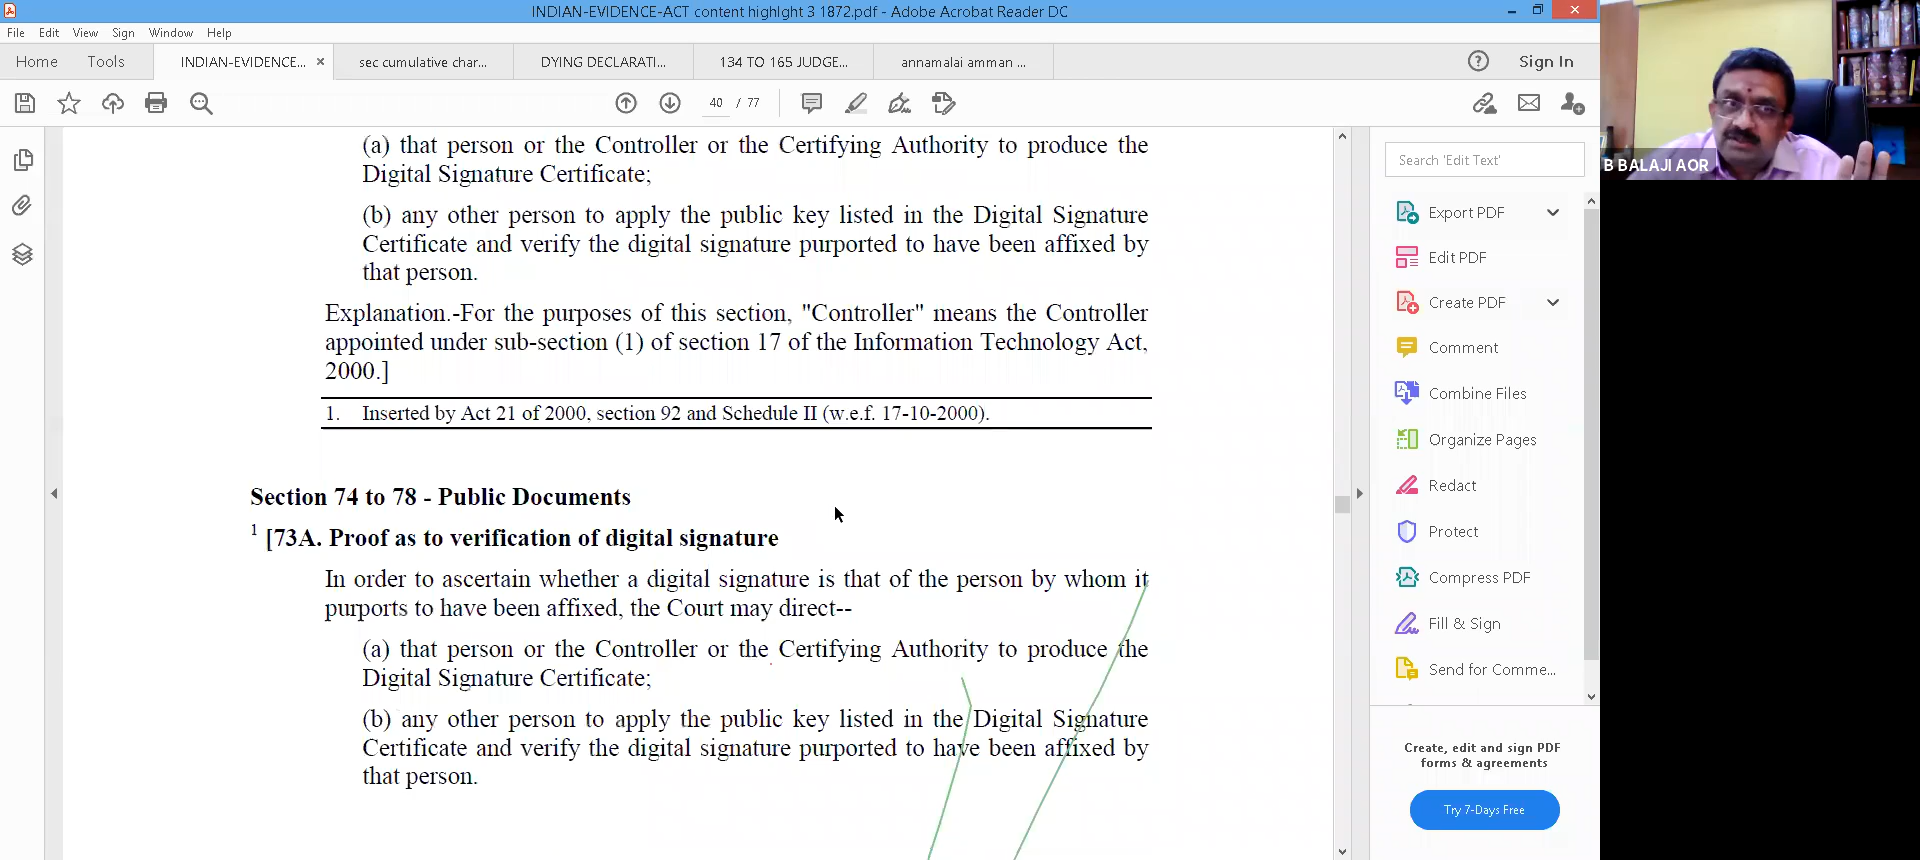 INDIAN-EVIDENCE-ACT content highlght 3 1872.pdf - Adobe Acrobat Reader DC
File Edit View Sign Window Help
Home Tools INDIAN-EVIDENCE... × sec cumulative char... DYING DECLARATI... 134 TO 165 JUDGE... annamalai amman ... Sign In
40 / 77
(a) that person or the Controller or the Certifying Authority to produce the
Digital Signature Certificate;
(b) any other person to apply the public key listed in the Digital Signature
Certificate and verify the digital signature purported to have been affixed by
that person.
Explanation.-For the purposes of this section, "Controller" means the Controller
appointed under sub-section (1) of section 17 of the Information Technology Act,
2000.]
1. Inserted by Act 21 of 2000, section 92 and Schedule II (w.e.f. 17-10-2000).
Section 74 to 78 - Public Documents
1 [73A. Proof as to verification of digital signature
In order to ascertain whether a digital signature is that of the person by whom it
purports to have been affixed, the Court may direct--
(a) that person or the Controller or the Certifying Authority to produce the
Digital Signature Certificate;
(b) any other person to apply the public key listed in the Digital Signature
Certificate and verify the digital signature purported to have been affixed by
that person.
Search 'Edit Text'
Export PDF
Edit PDF
Create PDF
Comment
Combine Files
Organize Pages
Redact
Protect
Compress PDF
Fill & Sign
Send for Comme...
Create, edit and sign PDF
forms & agreements
Try 7-Days Free
B BALAJI AOR